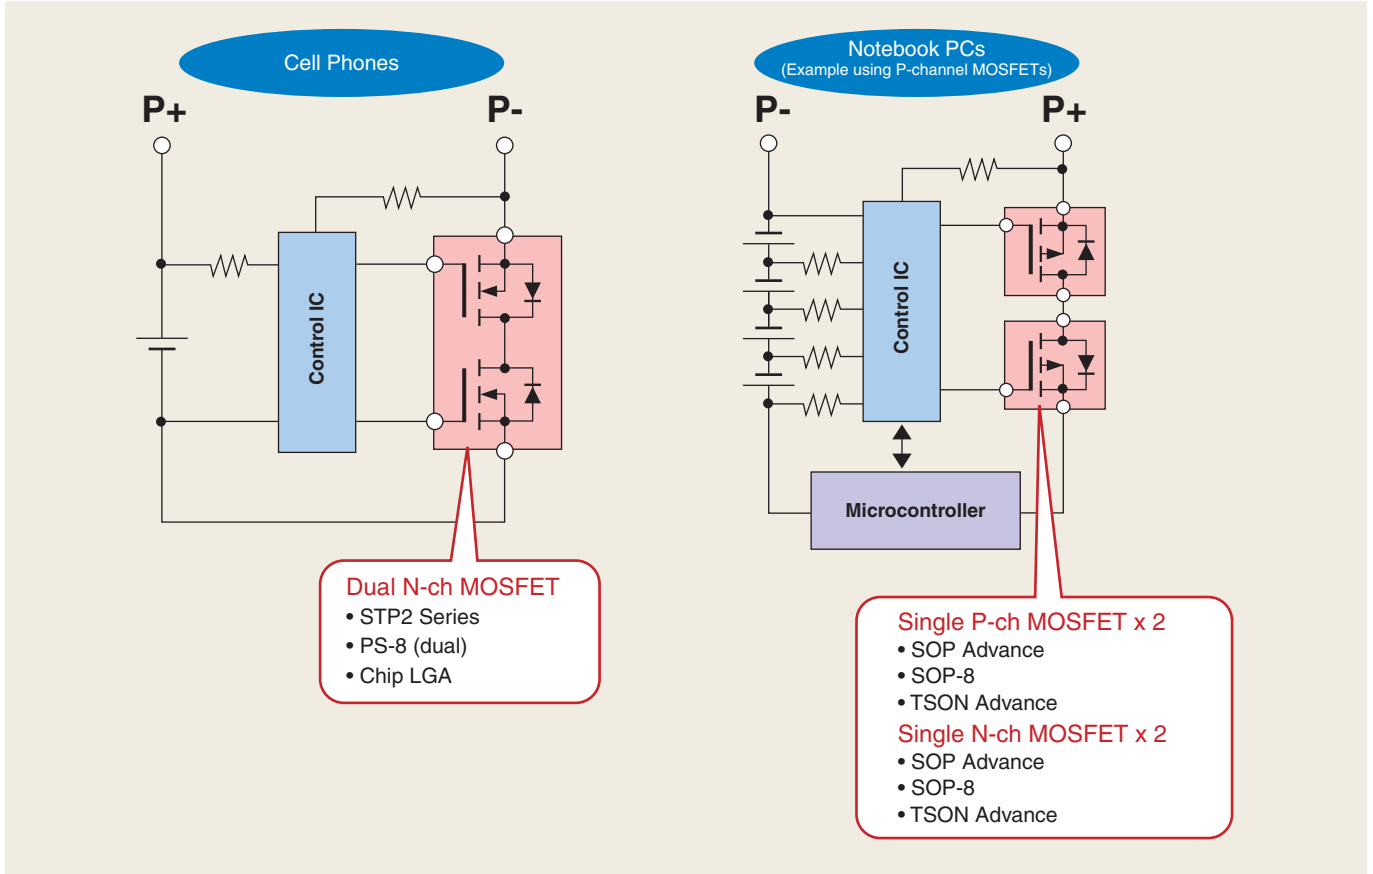 Cell Phones
P+
P-
Control IC
Dual N-ch MOSFET
• STP2 Series
• PS-8 (dual)
• Chip LGA
Notebook PCs
(Example using P-channel MOSFETs)
P-
P+
Control IC
Microcontroller
Single P-ch MOSFET x 2
• SOP Advance
• SOP-8
• TSON Advance
Single N-ch MOSFET x 2
• SOP Advance
• SOP-8
• TSON Advance